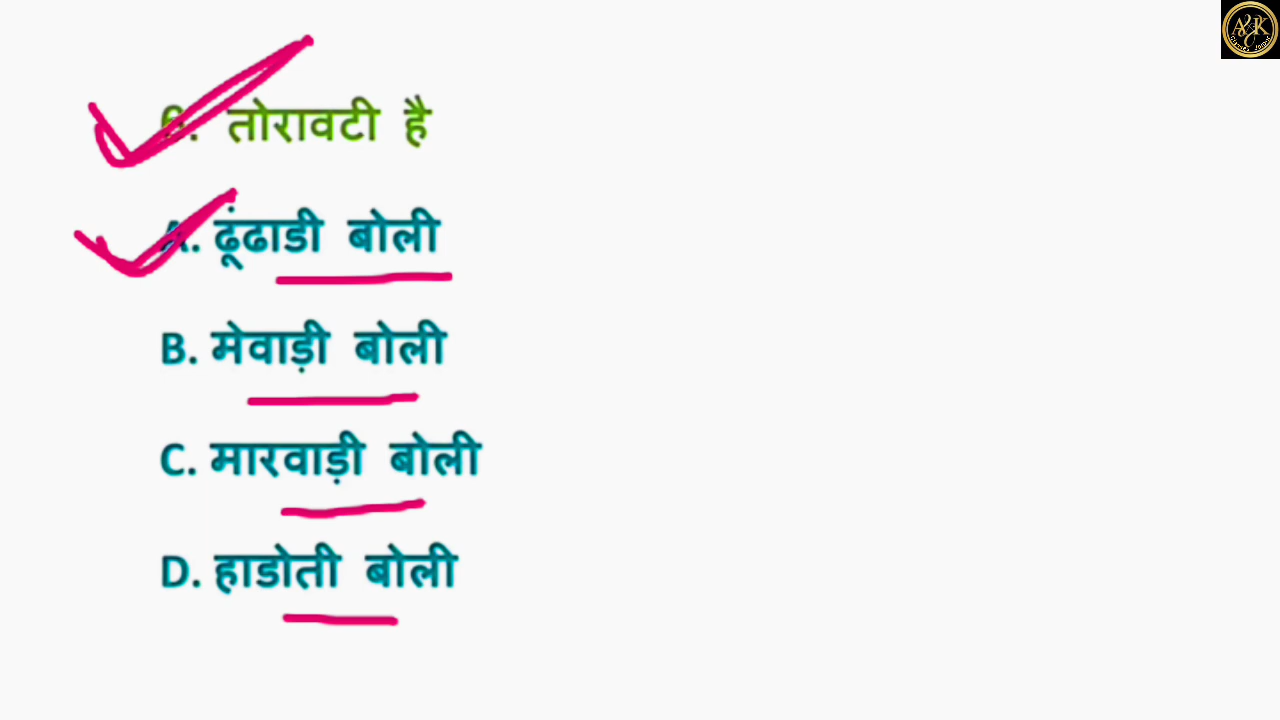 6. तोरावटी है
A. ढूंढाडी बोली
B. मेवाड़ी बोली
C. मारवाड़ी बोली
D. हाडोती बोली